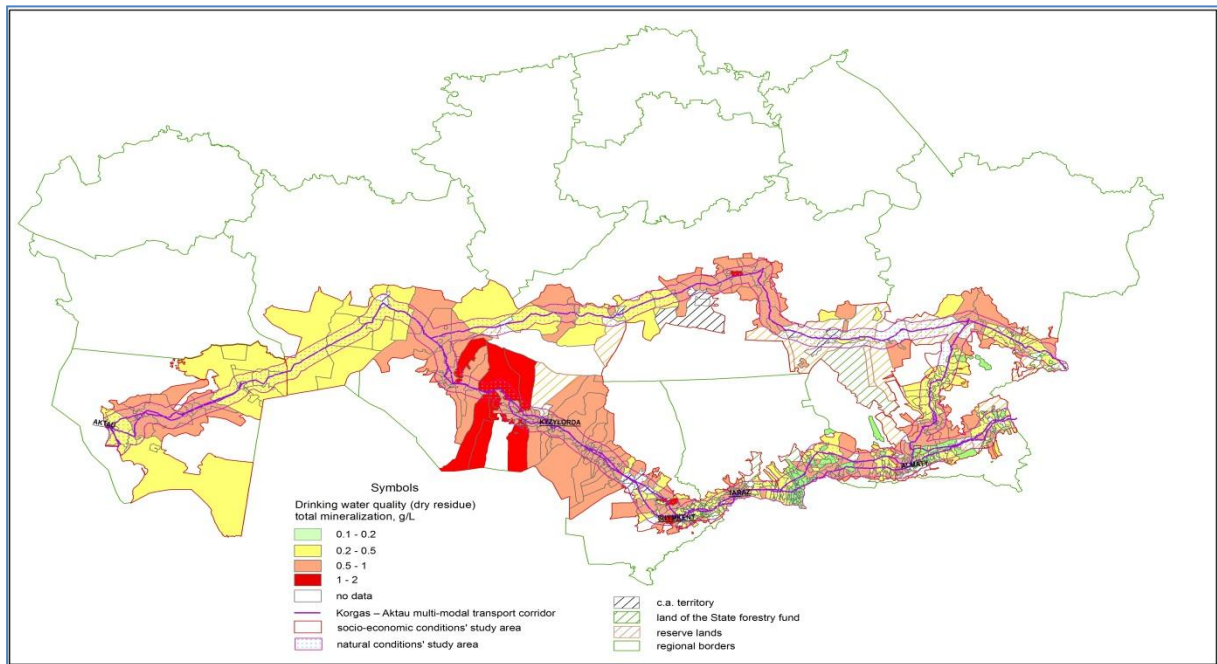 AKTAU
KYZYLORDA
ALMATY
TARAZ
SHYMKENT
Symbols
Drinking water quality (dry residue)
total mineralization, g/L
0.1 - 0.2
0.2 - 0.5
0.5 - 1
1 - 2
no data
Korgas – Aktau multi-modal transport corridor
socio-economic conditions' study area
natural conditions' study area
c.a. territory
land of the State forestry fund
reserve lands
regional borders